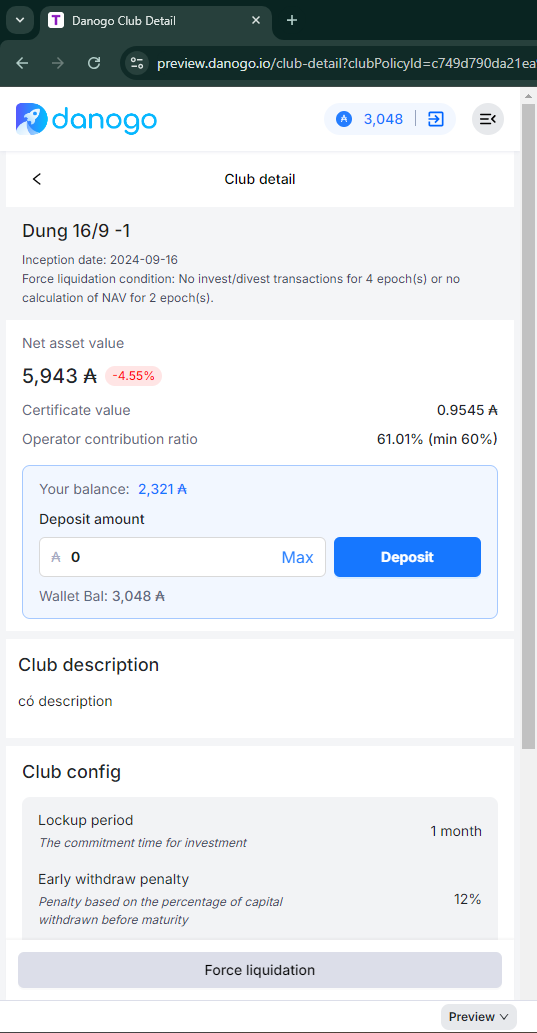 Danogo Club Detail
preview.danogo.io/club-detail?clubPolicyId=c749d790da21ea
danogo
3,048
Club detail
Dung 16/9 -1
Inception date: 2024-09-16
Force liquidation condition: No invest/divest transactions for 4 epoch(s) or no
calculation of NAV for 2 epoch(s).
Net asset value
5,943 ₳ -4.55%
Certificate value 0.9545 ₳
Operator contribution ratio 61.01% (min 60%)
Your balance: 2,321 ₳
Deposit amount
₳ 0 Max Deposit
Wallet Bal: 3,048 ₳
Club description
có description
Club config
Lockup period
The commitment time for investment
1 month
Early withdraw penalty
Penalty based on the percentage of capital
withdrawn before maturity
12%
Force liquidation
Preview